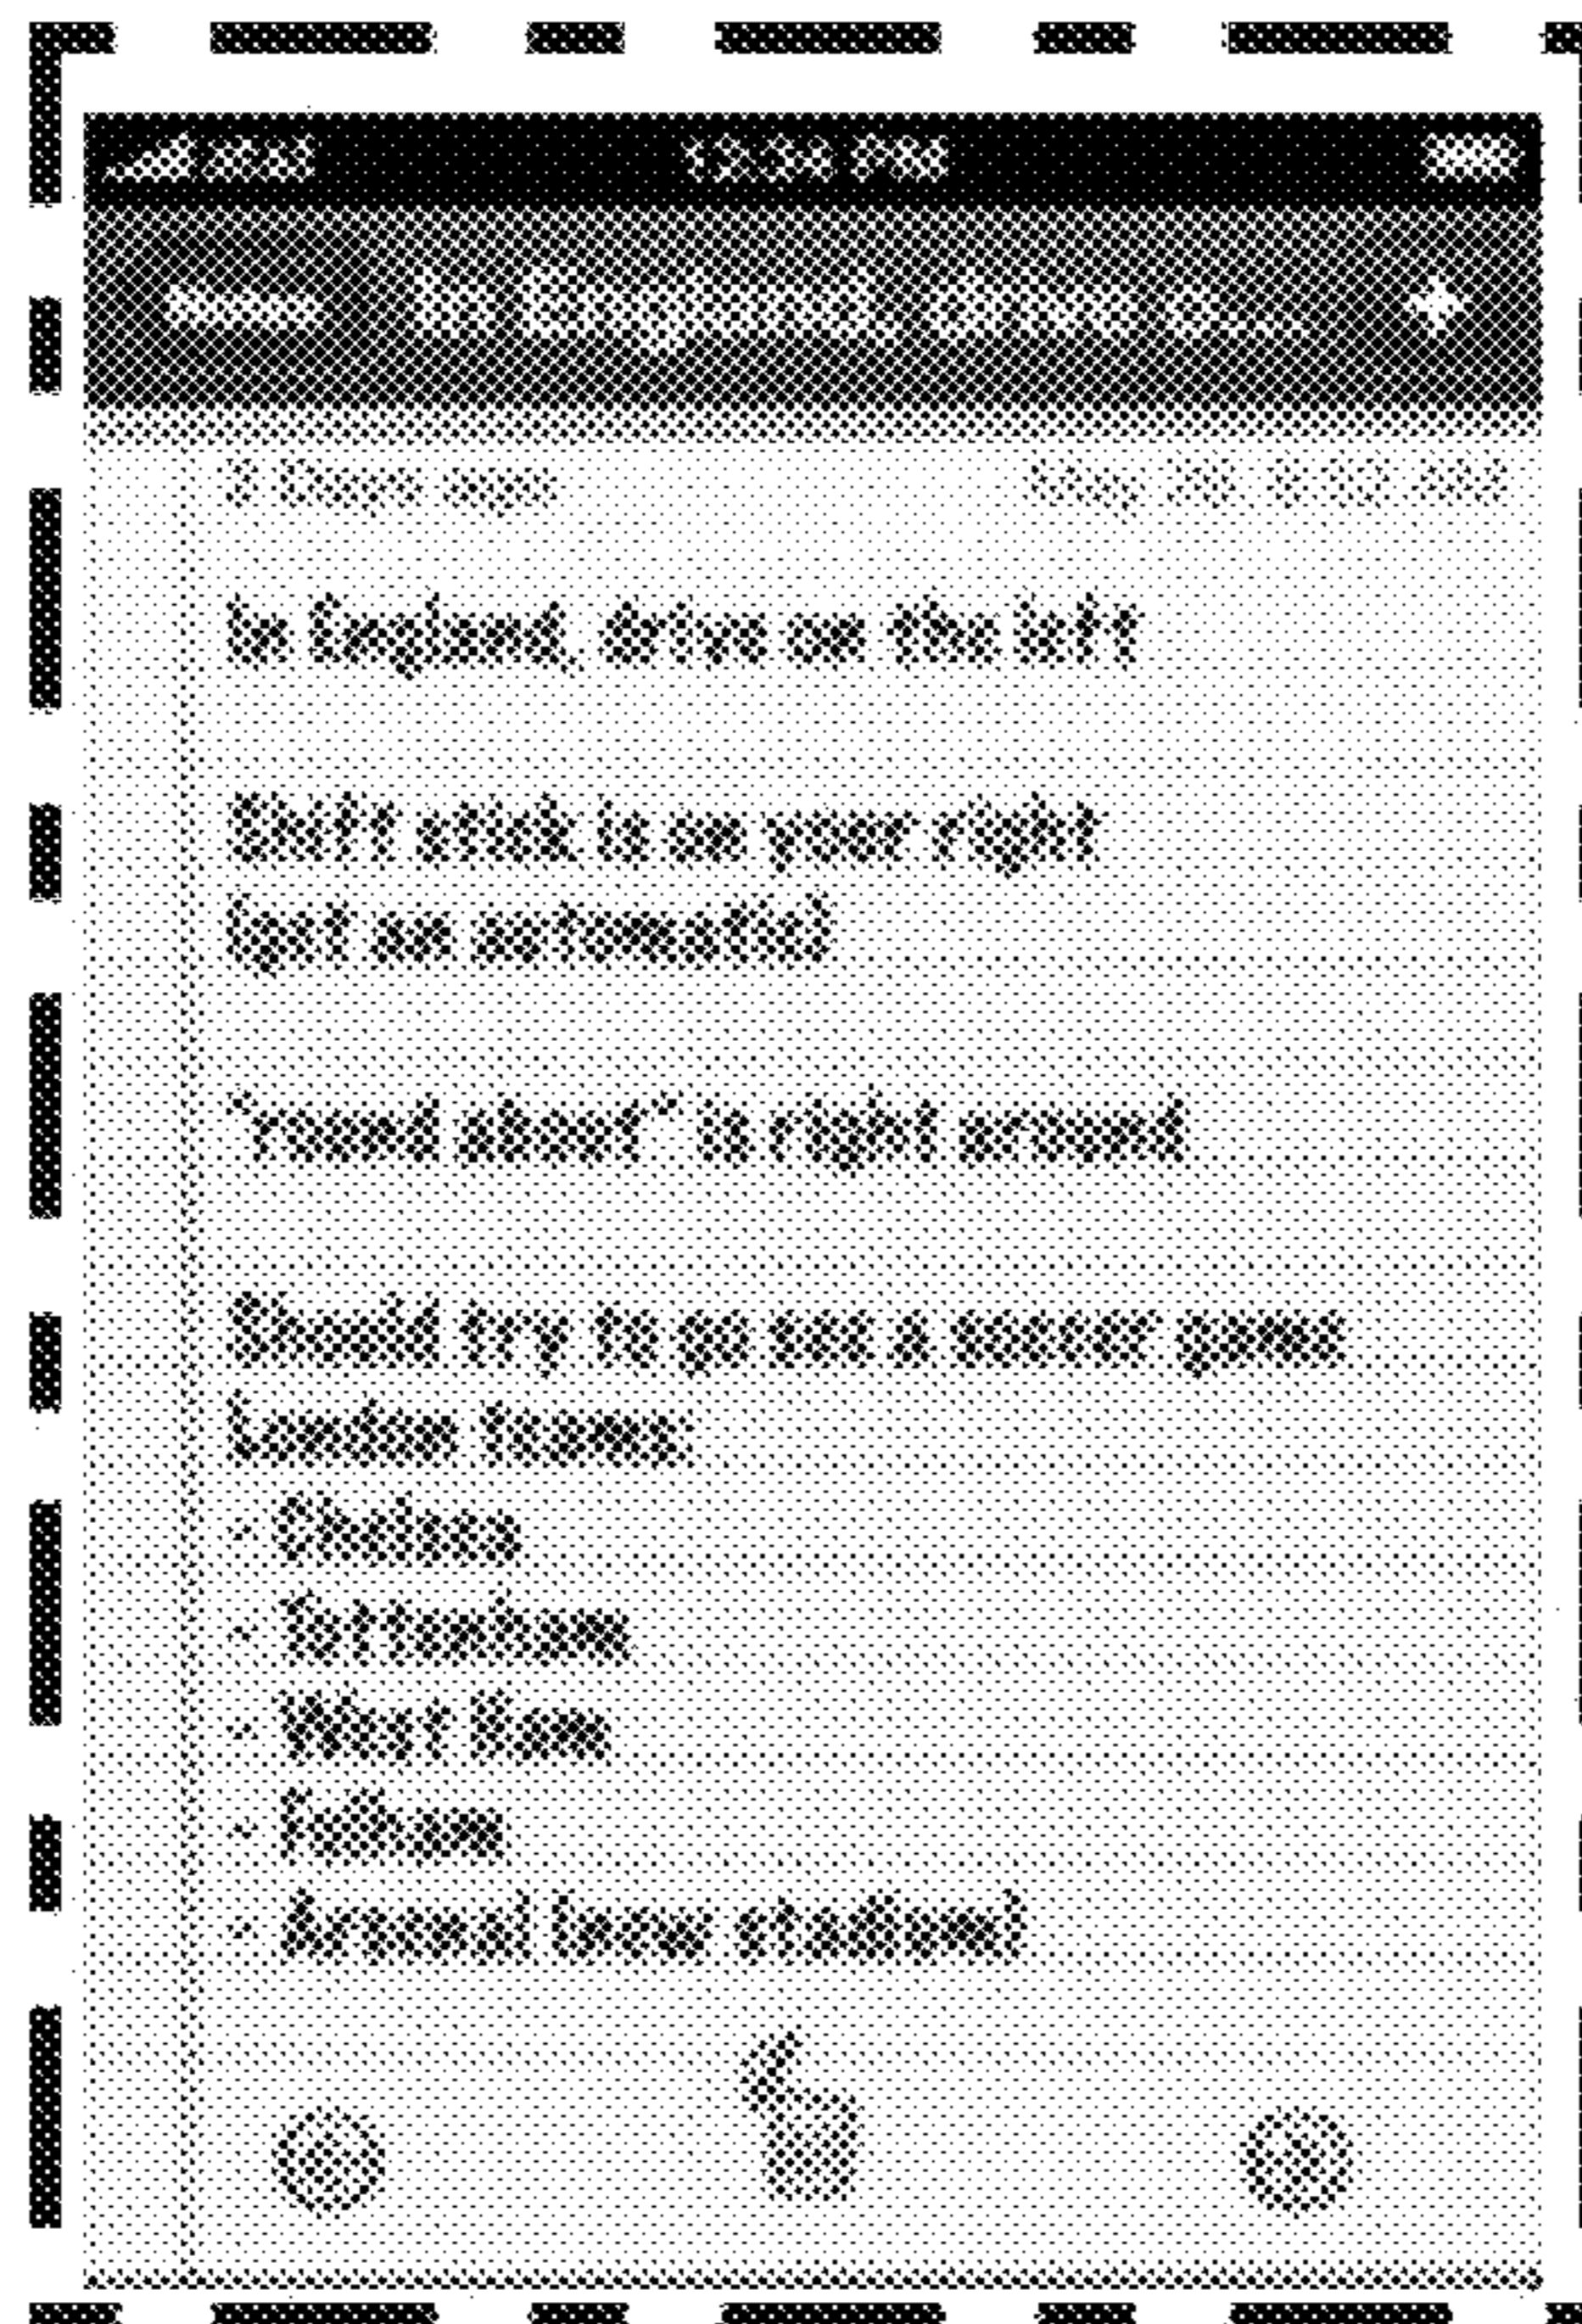 In England, drive on the left
Shift stick is on your right
(get an automatic)
"round about" is right around
Should try to go see a soccer game
London Teams:
- Chelsea
- Tottenham
- West Ham
- Fulham
- Arsenal (new stadium)